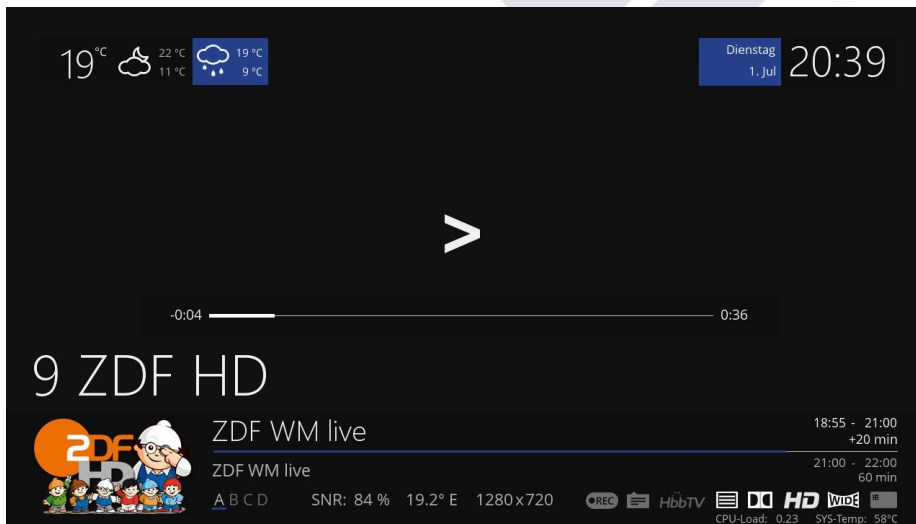 19°C
22 °C
11 °C
19 °C
9 °C
Dienstag
1. Jul
20:39
>
-0:04
0:36
9 ZDF HD
ZDF
HD
ZDF WM live
18:55 - 21:00
+20 min
ZDF WM live
21:00 - 22:00
60 min
A B C D SNR: 84 % 19.2° E 1280x720 REC HbbTV HD WIDE
CPU-Load: 0.23 SYS-Temp: 58°C